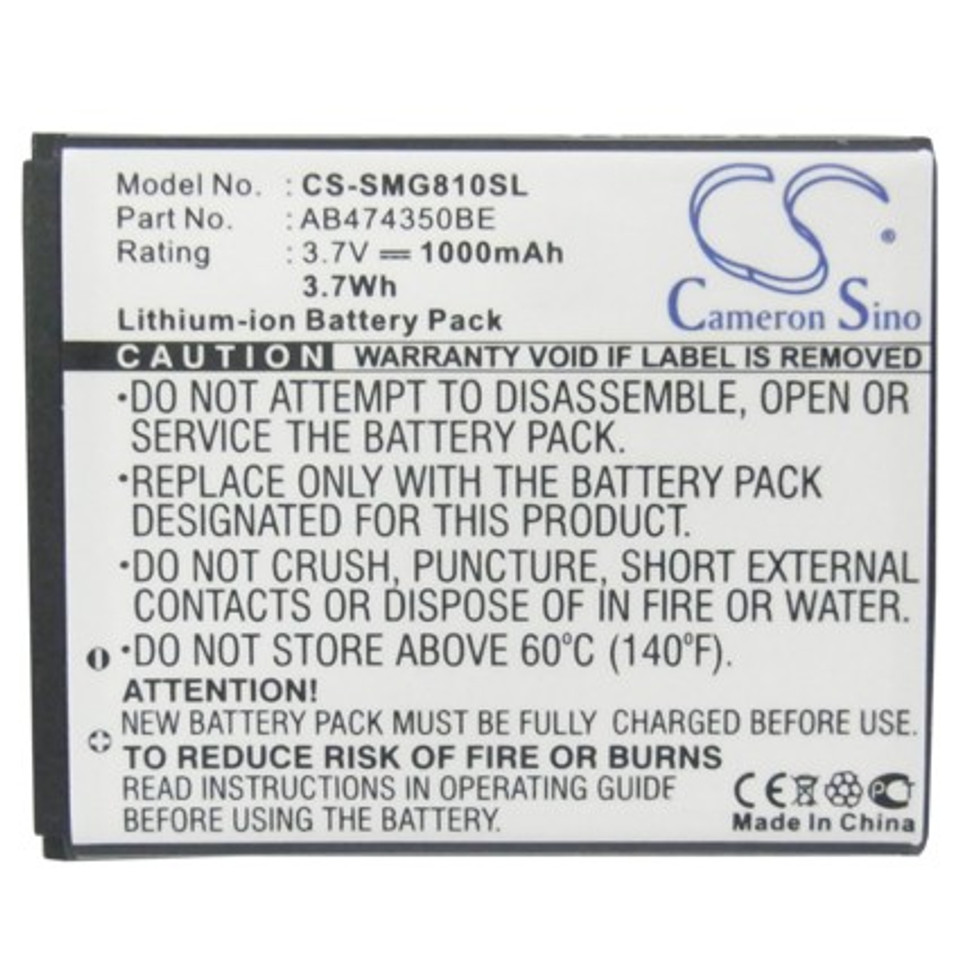 Model No. : CS-SMG810SL
Part No. : AB474350BE
Rating : 3.7V 1000mAh
3.7Wh
Lithium-ion Battery Pack
CS ®
Cameron Sino
CAUTION WARRANTY VOID IF LABEL IS REMOVED
•DO NOT ATTEMPT TO DISASSEMBLE, OPEN OR
SERVICE THE BATTERY PACK.
•REPLACE ONLY WITH THE BATTERY PACK
DESIGNATED FOR THIS PRODUCT.
•DO NOT CRUSH, PUNCTURE, SHORT EXTERNAL
CONTACTS OR DISPOSE OF IN FIRE OR WATER.
•DO NOT STORE ABOVE 60°C (140°F).
ATTENTION!
NEW BATTERY PACK MUST BE FULLY CHARGED BEFORE USE.
TO REDUCE RISK OF FIRE OR BURNS
READ INSTRUCTIONS IN OPERATING GUIDE
BEFORE USING THE BATTERY.
CE
Made In China